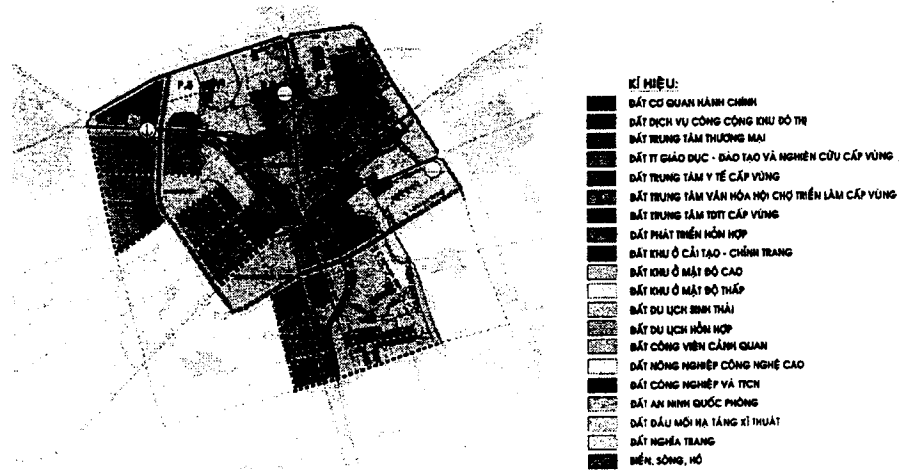 P.8
KÍ HIỆU:
ĐẤT CƠ QUAN HÀNH CHÍNH
ĐẤT DỊCH VỤ CÔNG CỘNG KHU ĐÔ THỊ
ĐẤT TRUNG TÂM THƯƠNG MẠI
ĐẤT TT GIÁO DỤC - ĐÀO TẠO VÀ NGHIÊN CỨU CẤP VÙNG
ĐẤT TRUNG TÂM Y TẾ CẤP VÙNG
ĐẤT TRUNG TÂM VĂN HÓA HỘI CHỢ TRIỂN LÃM CẤP VÙNG
ĐẤT TRUNG TÂM TDTT CẤP VÙNG
ĐẤT PHÁT TRIỂN HỖN HỢP
ĐẤT KHU Ở CẢI TẠO - CHỈNH TRANG
ĐẤT KHU Ở MẬT ĐỘ CAO
ĐẤT KHU Ở MẬT ĐỘ THẤP
ĐẤT DU LỊCH SINH THÁI
ĐẤT DU LỊCH HỖN HỢP
ĐẤT CÔNG VIÊN CẢNH QUAN
ĐẤT NÔNG NGHIỆP CÔNG NGHỆ CAO
ĐẤT CÔNG NGHIỆP VÀ TTCN
ĐẤT AN NINH QUỐC PHÒNG
ĐẤT ĐẦU MỐI HẠ TẦNG KĨ THUẬT
ĐẤT NGHĨA TRANG
BIỂN, SÔNG, HỒ